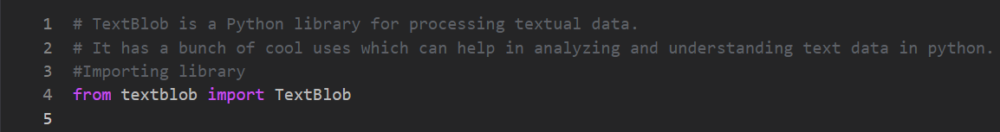 1 # TextBlob is a Python library for processing textual data.
2 # It has a bunch of cool uses which can help in analyzing and understanding text data in python.
3 #Importing library
4 from textblob import TextBlob
5